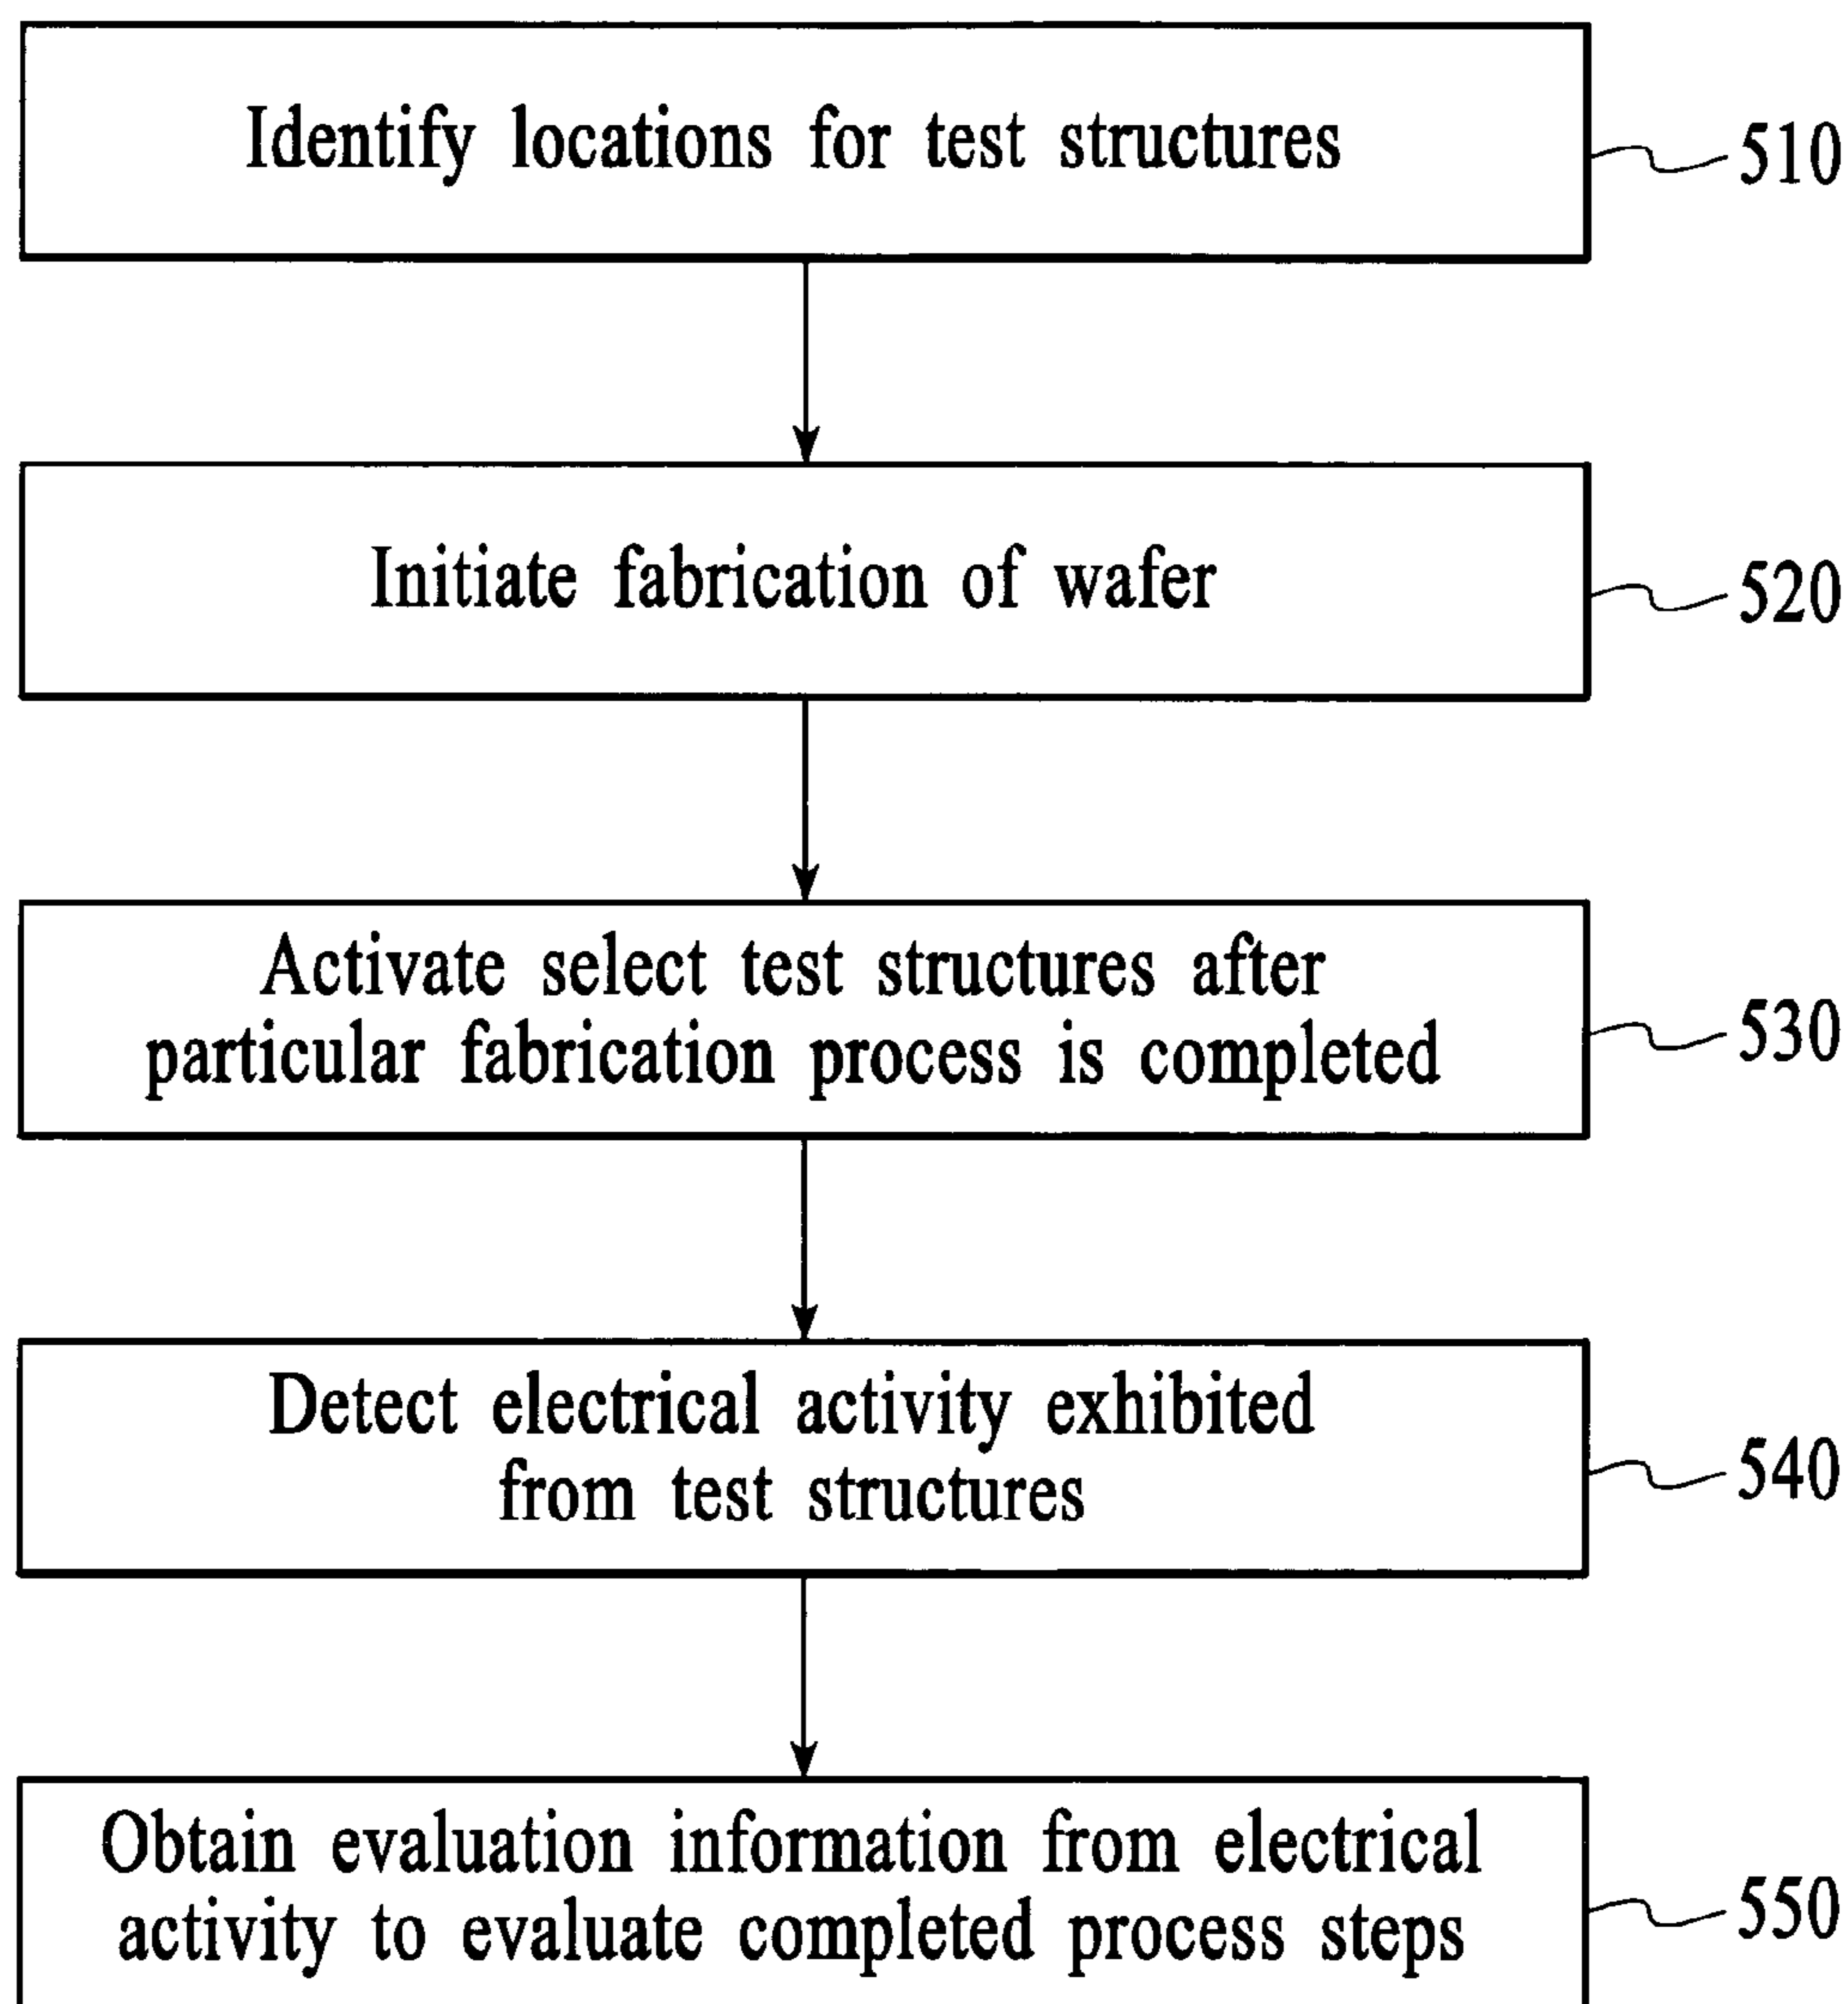 Identify locations for test structures
510
Initiate fabrication of wafer
520
Activate select test structures after
particular fabrication process is completed
530
Detect electrical activity exhibited
from test structures
540
Obtain evaluation information from electrical
activity to evaluate completed process steps
550